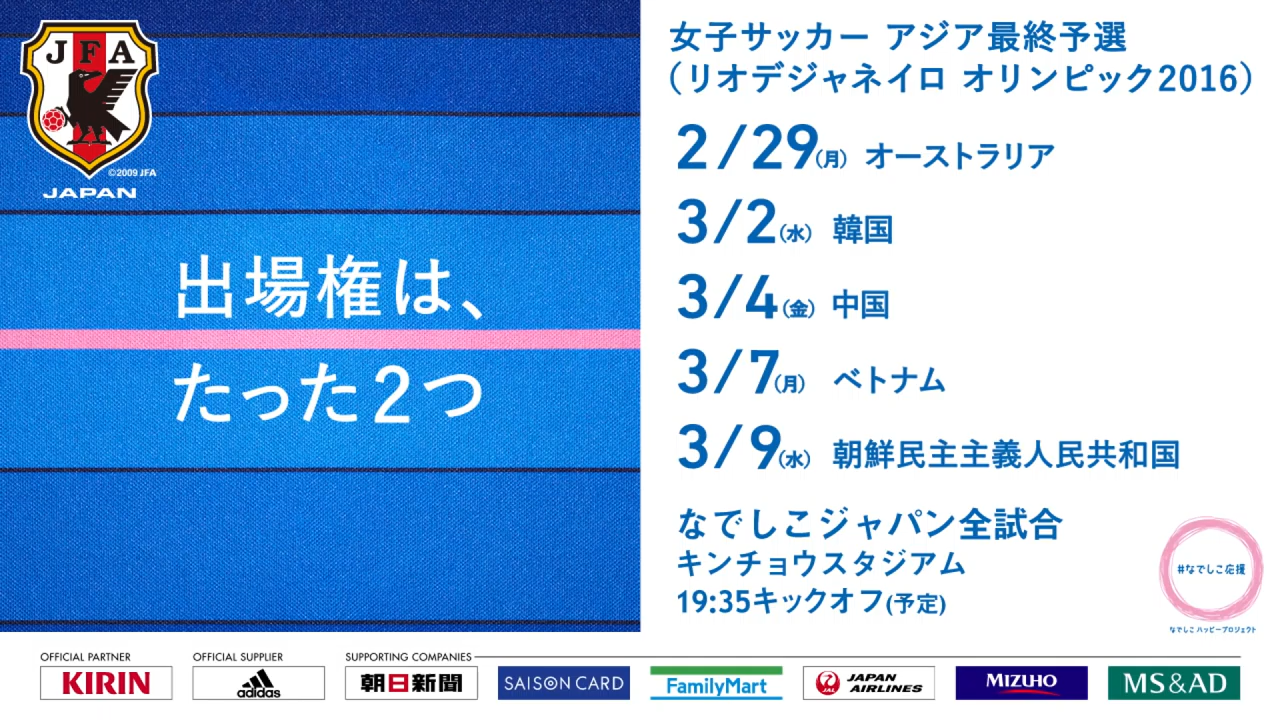 JFA
©2009 JFA
JAPAN
出場権は、
たった2つ
女子サッカー アジア最終予選
（リオデジャネイロ オリンピック2016）
2/29(月) オーストラリア
3/2(水) 韓国
3/4(金) 中国
3/7(月) ベトナム
3/9(水) 朝鮮民主主義人民共和国
なでしこジャパン全試合
キンチョウスタジアム
19:35キックオフ(予定)
#なでしこ応援
なでしこ ハッピープロジェクト
OFFICIAL PARTNER
KIRIN
OFFICIAL SUPPLIER
adidas
SUPPORTING COMPANIES
朝日新聞
SAISON CARD
FamilyMart
JAL
JAPAN
AIRLINES
MIZUHO
MS&AD